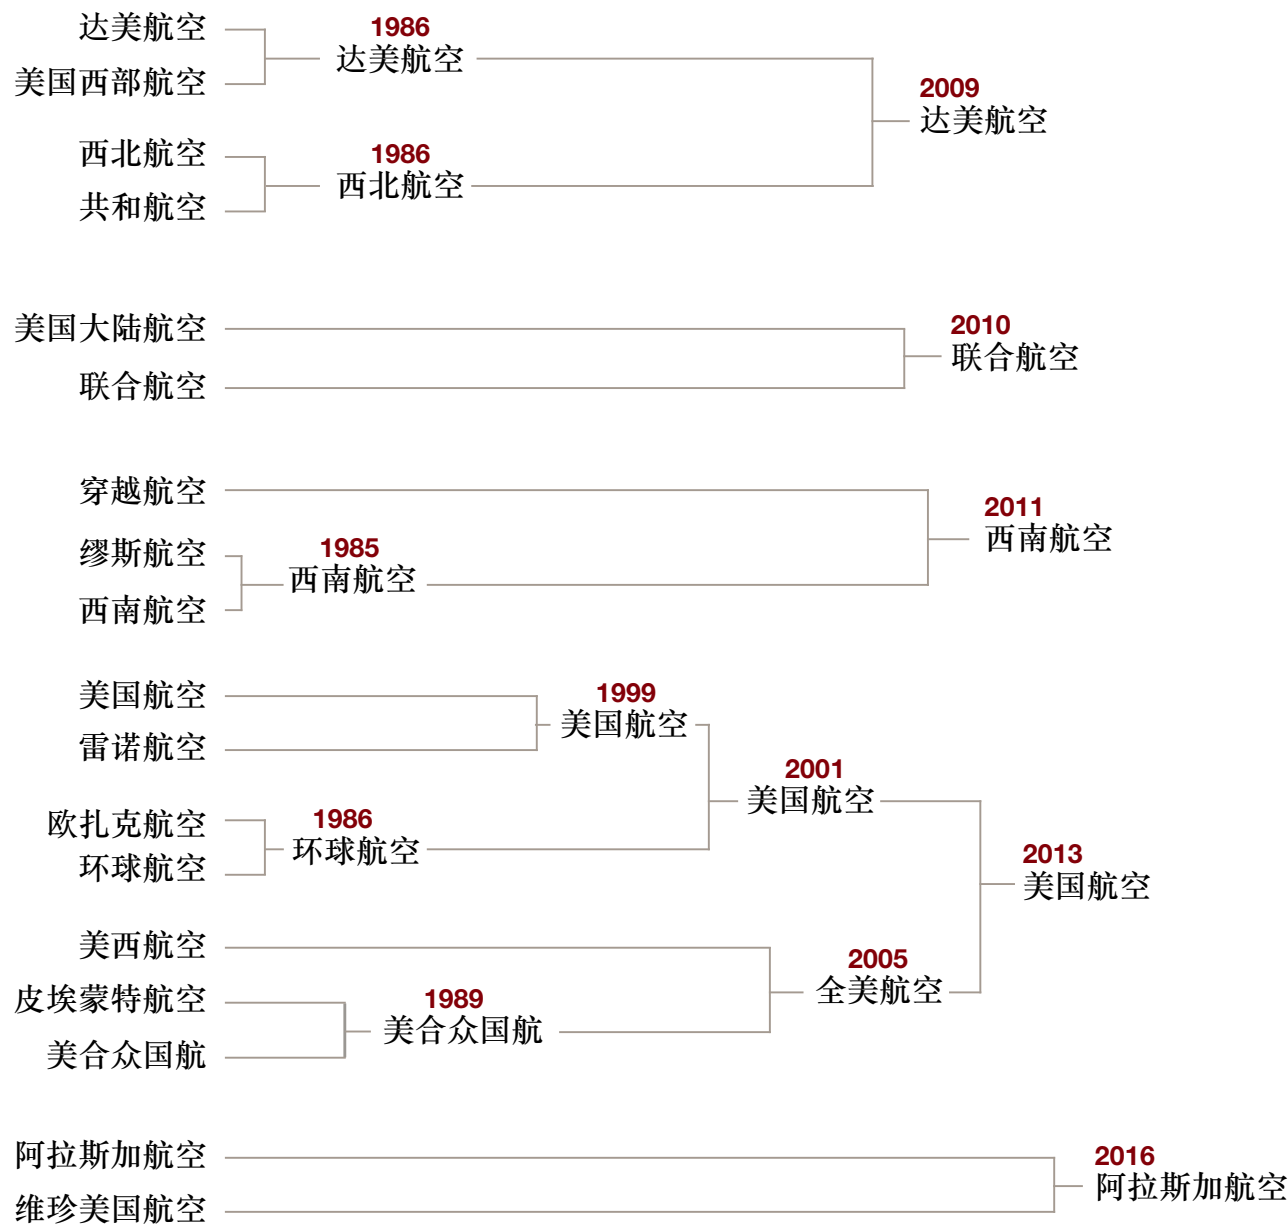 达美航空
美国西部航空
1986
达美航空
西北航空
共和航空
1986
西北航空
2009
达美航空
美国大陆航空
联合航空
2010
联合航空
穿越航空
缪斯航空
西南航空
1985
西南航空
2011
西南航空
美国航空
雷诺航空
1999
美国航空
欧扎克航空
环球航空
1986
环球航空
2001
美国航空
美西航空
皮埃蒙特航空
美合众国航
1989
美合众国航
2005
全美航空
2013
美国航空
阿拉斯加航空
维珍美国航空
2016
阿拉斯加航空